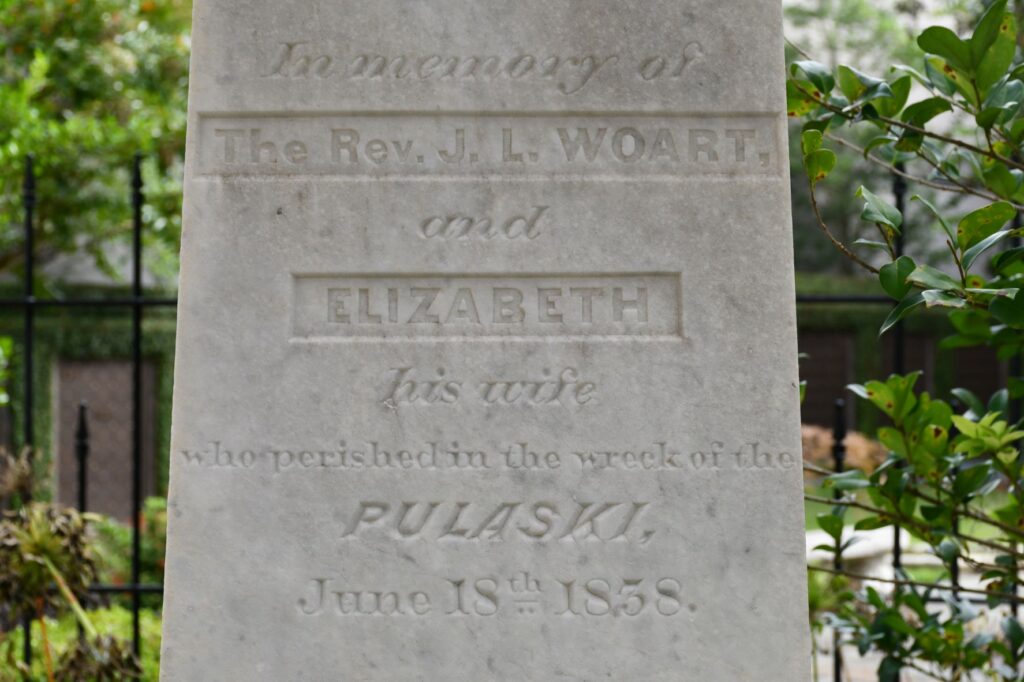 In memory of
The Rev. J. L. WOART,
and
ELIZABETH
his wife
who perished in the wreck of the
PULASKI,
June 18th 1838.